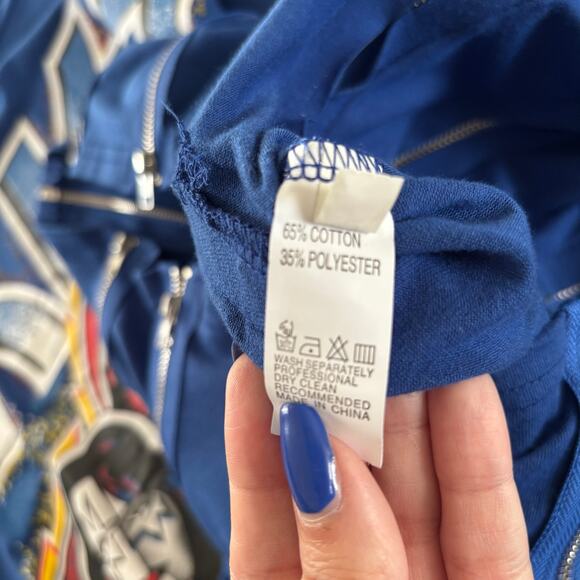 65% COTTON
35% POLYESTER
WASH SEPARATELY
PROFESSIONAL
DRY CLEAN
RECOMMENDED
MADE IN CHINA